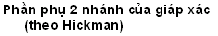 Phần phụ 2 nhánh của giáp xác
(theo Hickman)